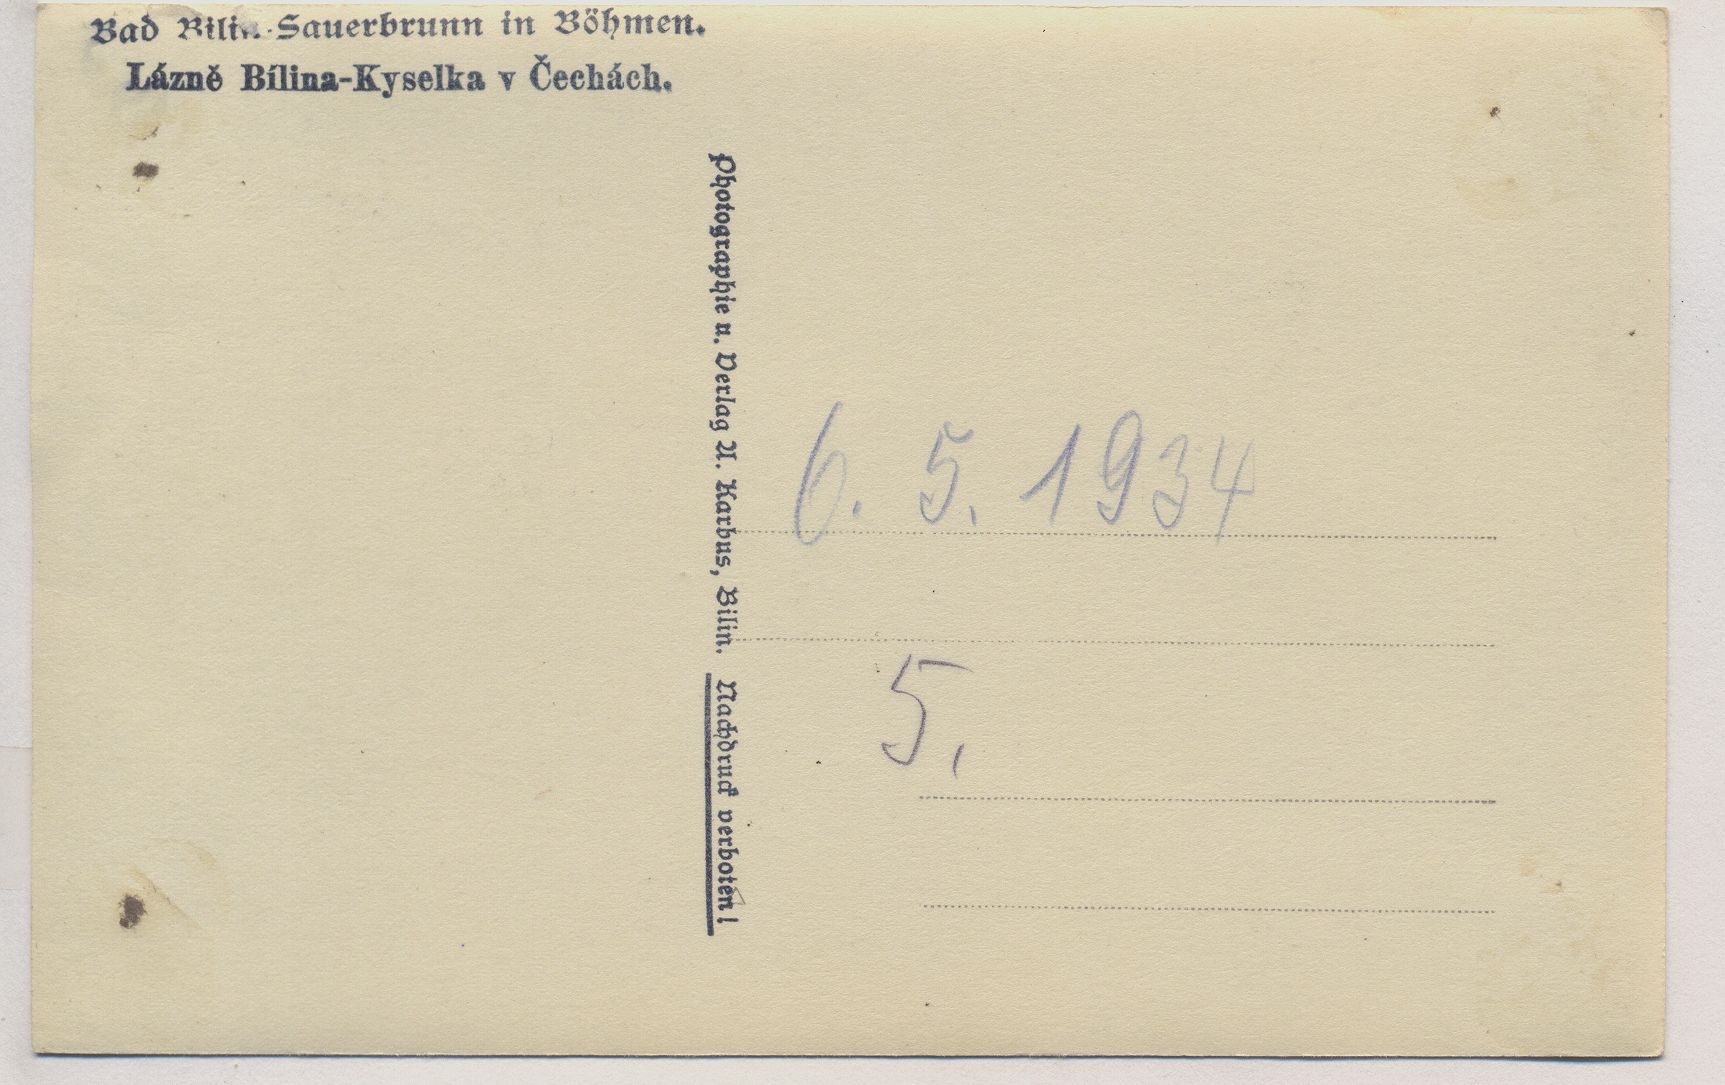 Bad Bilin-Sauerbrunn in Böhmen.
Lázně Bílina-Kyselka v Čechách.
Photographie u. Verlag A. Karbus, Bilin. Nachdruck verboten!
6. 5. 1934
5.